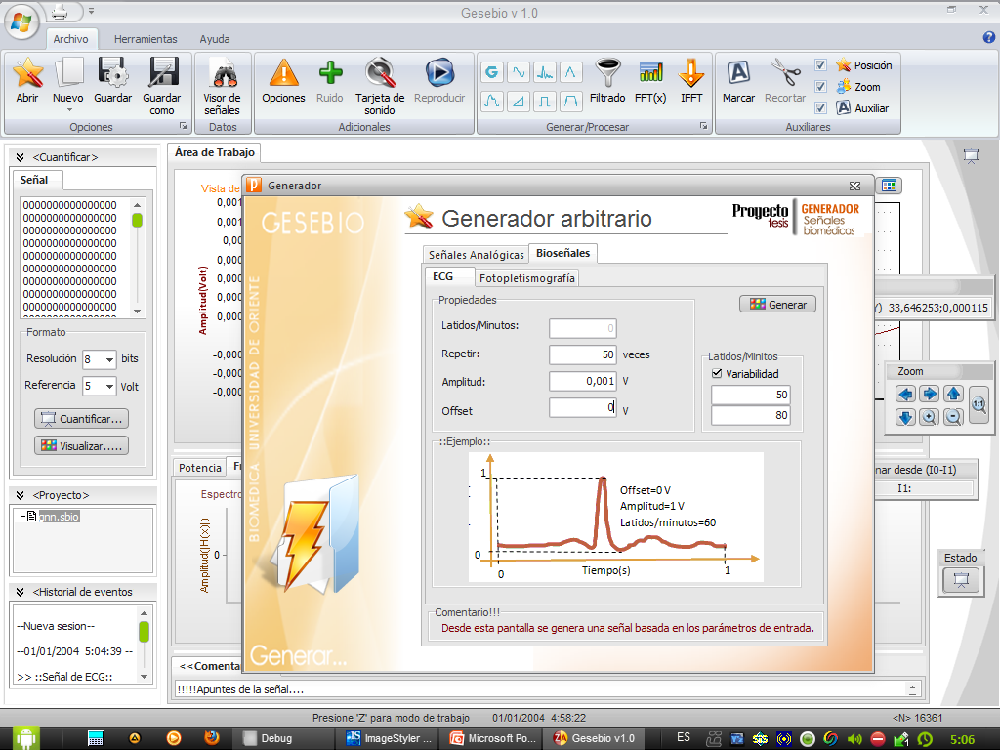 Gesebio v 1.0
Archivo
Herramientas
Ayuda
Abrir
Nuevo
Guardar
Guardar como
Opciones
Visor de señales
Datos
Opciones
Ruido
Tarjeta de sonido
Reproducir
Adicionales
Filtrado
FFT(x)
IFFT
Generar/Procesar
Marcar
Recortar
Posición
Zoom
Auxiliar
Auxiliares
<Cuantificar>
Señal
0000000000000000
0000000000000000
0000000000000000
0000000000000000
0000000000000000
0000000000000000
0000000000000000
0000000000000000
0000000000000000
Formato
Resolución 8 bits
Referencia 5 Volt
Cuantificar...
Visualizar.....
<Proyecto>
gnn.sbio
<Historial de eventos
--Nueva sesion--
--01/01/2004 5:04:39 --
>> ::Señal de ECG::
Área de Trabajo
Vista de
0,001
0,001
0,00
0,000
0,000
0,000
0,000
-0,000
-0,000
-0,000
Amplitud(Volt)
Potencia
Espectro
Amplitud(|H(x)|)
0
<<Comenta
!!!!!Apuntes de la señal....
Generador
GESEBIO
BIOMEDICA UNIVERSIDAD DE ORIENTE
Generar...
Generador arbitrario
Proyecto tesis
GENERADOR
Señales
biomédicas
Señales Analógicas
Bioseñales
ECG
Fotopletismografía
Propiedades
Latidos/Minutos: 0
Repetir: 50 veces
Amplitud: 0,001 V
Offset 0 V
Generar
Latidos/Minitos
Variabilidad
50
80
::Ejemplo::
1
0
Offset=0 V
Amplitud=1 V
Latidos/minutos=60
Tiempo(s)
0
1
Comentario!!!
Desde esta pantalla se genera una señal basada en los parámetros de entrada.
Y) 33,646253;0,000115
Zoom
1:1
nar desde (I0-I1)
I1:
Estado
Presione 'Z' para modo de trabajo
01/01/2004 4:58:22
<N> 16361
Debug
ImageStyler ...
Microsoft Po...
Gesebio v1.0
ES
5:06